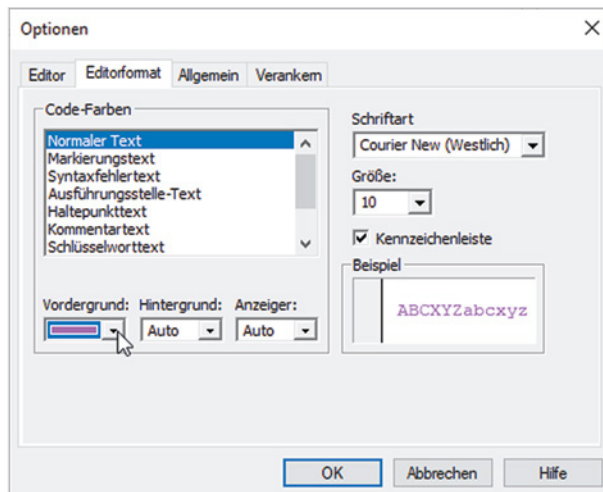 Optionen
Editor Editorformat Allgemein Verankern
Code-Farben
Normaler Text
Markierungstext
Syntaxfehlertext
Ausführungsstelle-Text
Haltepunkttext
Kommentartext
Schlüsselworttext
Vordergrund: Hintergrund: Anzeiger:
Auto Auto
Schriftart
Courier New (Westlich)
Größe:
10
Kennzeichenleiste
Beispiel
ABCXYZabcxyz
OK Abbrechen Hilfe